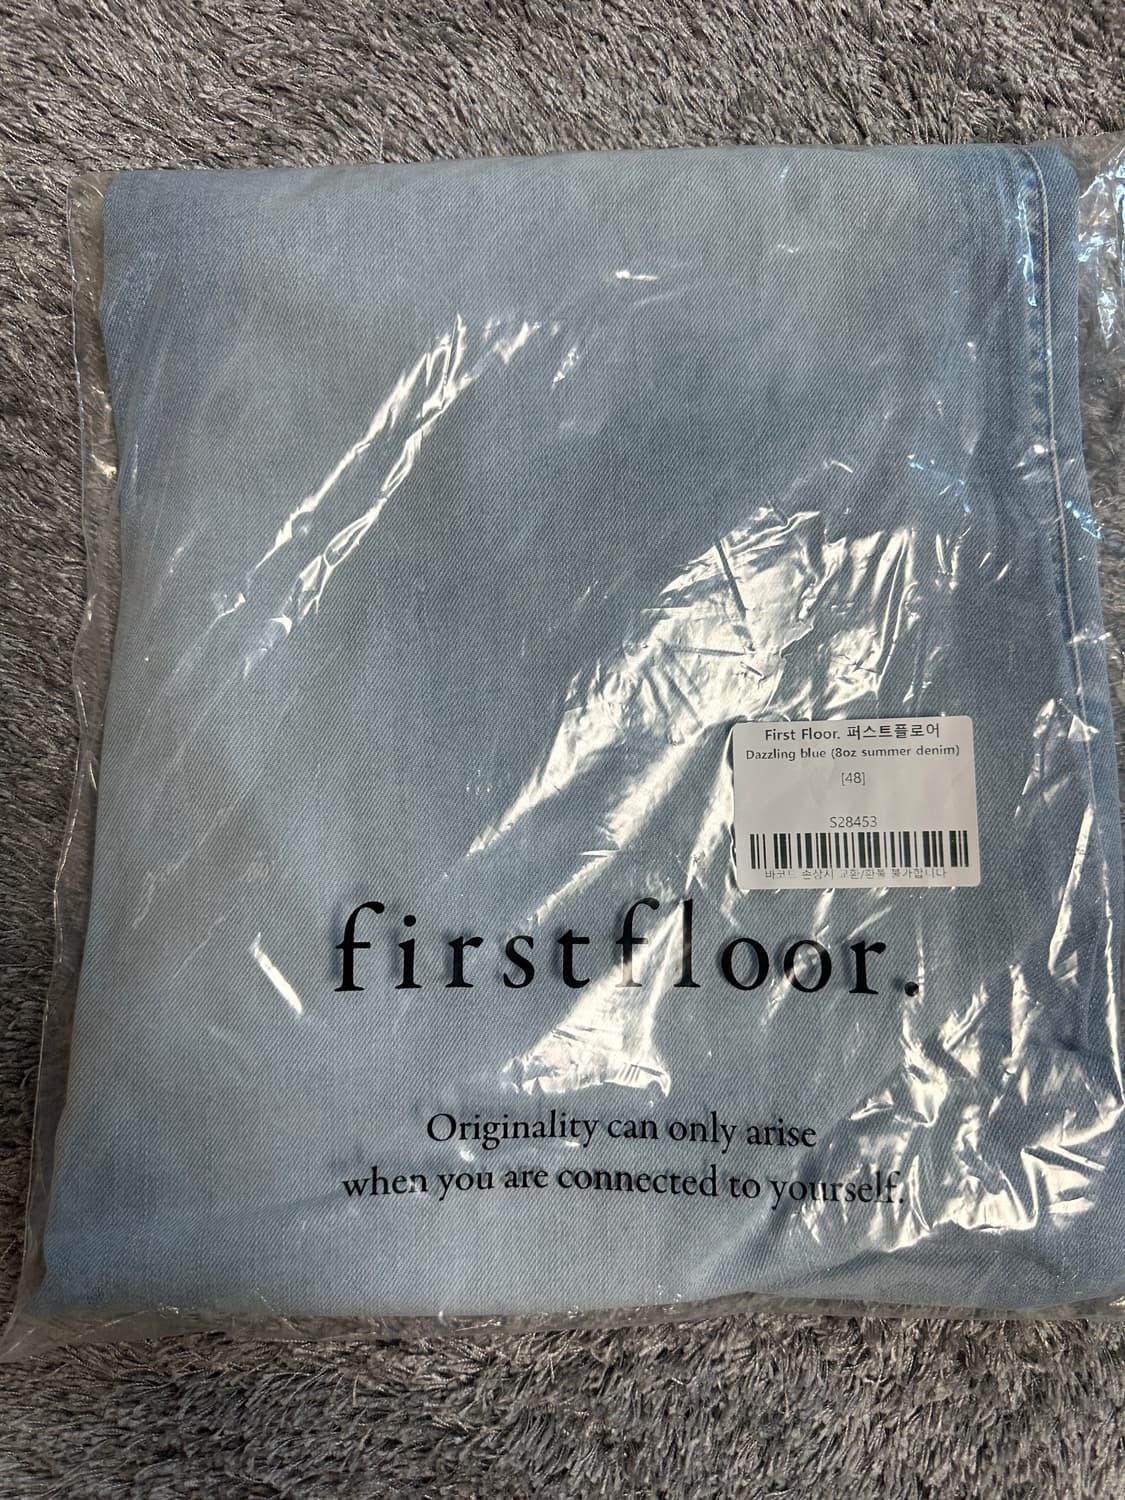 First Floor. 퍼스트플로어
Dazzling blue (8oz summer denim)
[48]
S28453
바코드 손상시 교환/환불 불가합니다
firstfloor.
Originality can only arise
when you are connected to yourself.